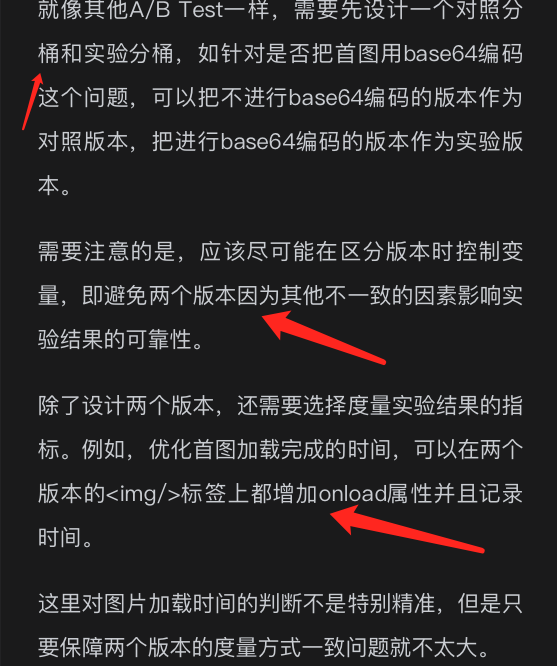 就像其他A/B Test一样，需要先设计一个对照分
桶和实验分桶，如针对是否把首图用base64编码
这个问题，可以把不进行base64编码的版本作为
对照版本，把进行base64编码的版本作为实验版
本。
需要注意的是，应该尽可能在区分版本时控制变
量，即避免两个版本因为其他不一致的因素影响实
验结果的可靠性。
除了设计两个版本，还需要选择度量实验结果的指
标。例如，优化首图加载完成的时间，可以在两个
版本的<img/>标签上都增加onload属性并且记录
时间。
这里对图片加载时间的判断不是特别精准，但是只
要保障两个版本的度量方式一致问题就不太大。